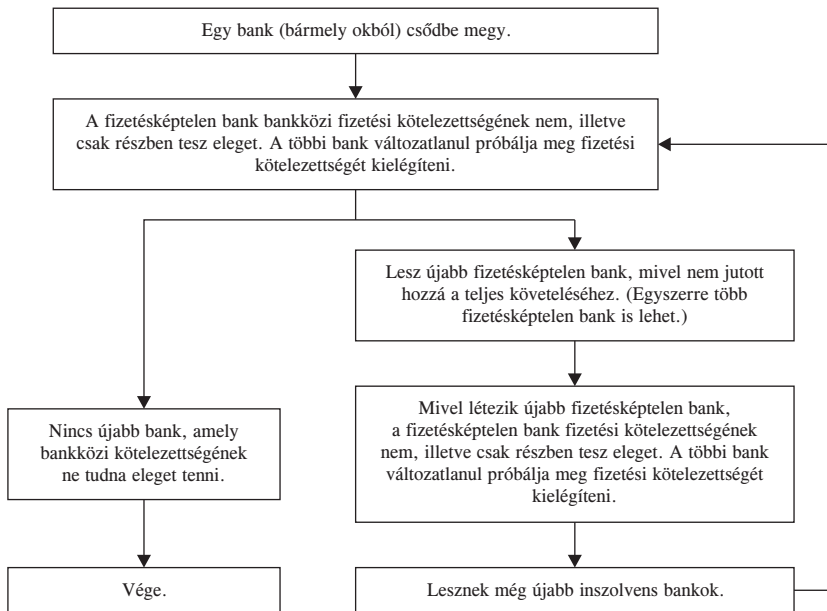 Egy bank (bármely okból) csődbe megy.
A fizetésképtelen bank bankközi fizetési kötelezettségének nem, illetve
csak részben tesz eleget. A többi bank változatlanul próbálja meg fizetési
kötelezettségét kielégíteni.
Lesz újabb fizetésképtelen bank, mivel nem jutott
hozzá a teljes követeléséhez. (Egyszerre több
fizetésképtelen bank is lehet.)
Nincs újabb bank, amely
bankközi kötelezettségének
ne tudna eleget tenni.
Mivel létezik újabb fizetésképtelen bank,
a fizetésképtelen bank fizetési kötelezettségének
nem, illetve csak részben tesz eleget. A többi bank
változatlanul próbálja meg fizetési kötelezettségét
kielégíteni.
Vége.
Lesznek még újabb inszolvens bankok.